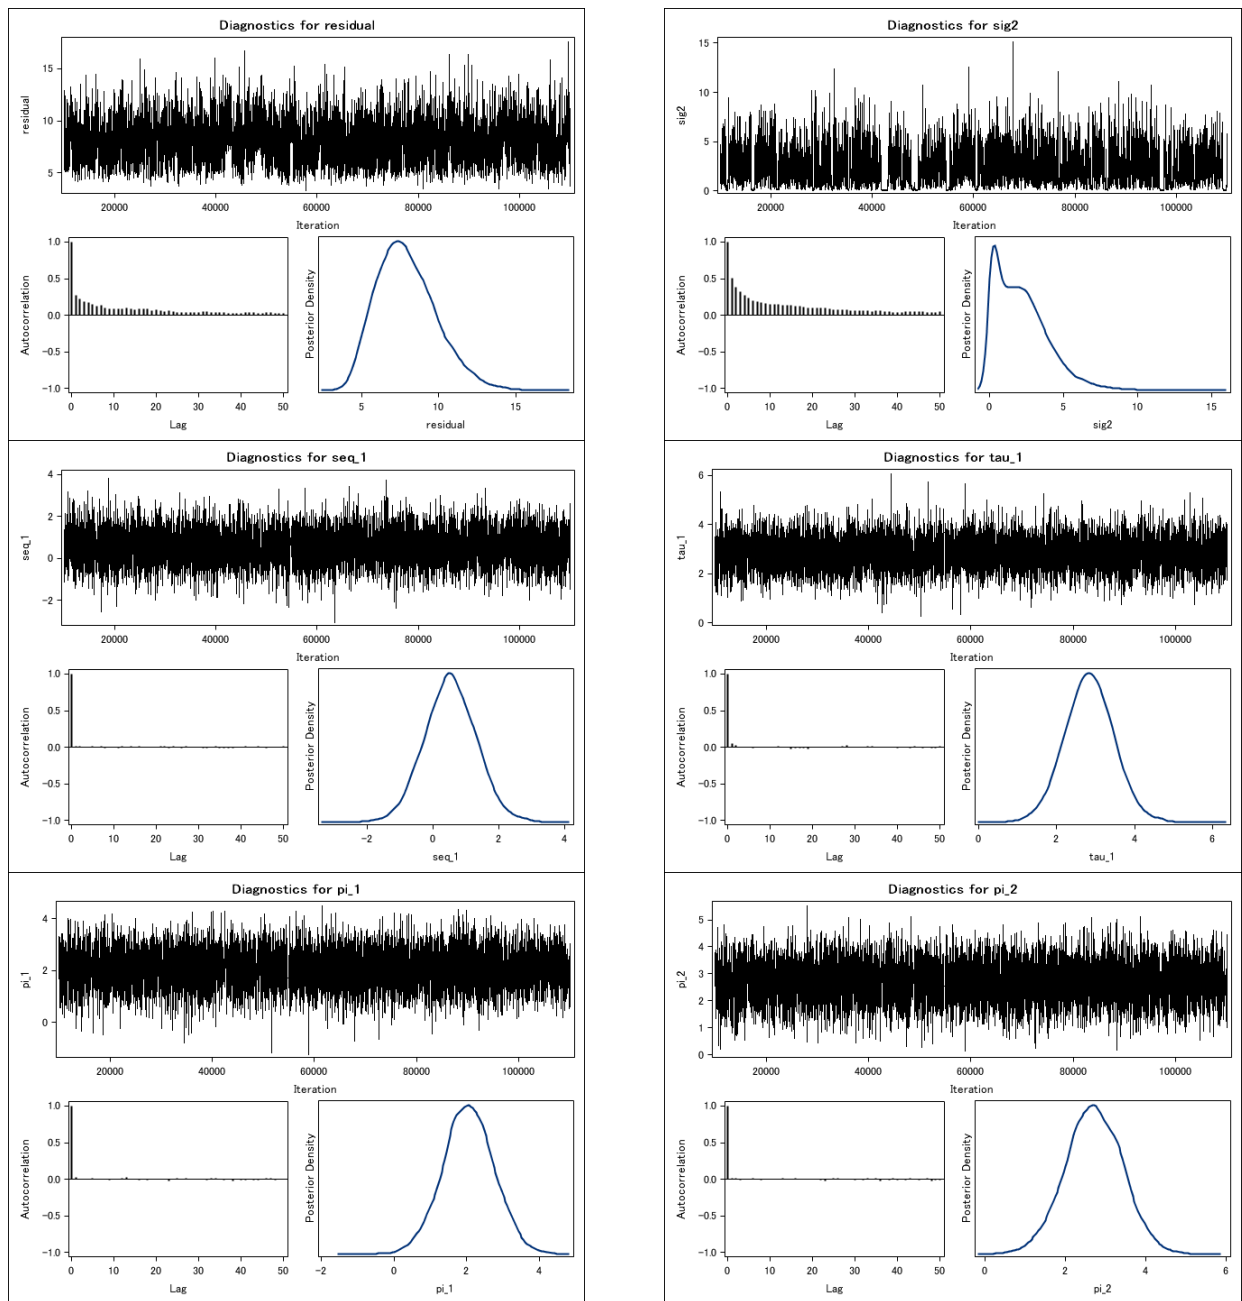 Diagnostics for residual
residual
15
10
5
20000 40000 60000 80000 100000
Iteration
Autocorrelation
1.0
0.5
0.0
-0.5
-1.0
0 10 20 30 40 50
Lag
Posterior Density
5 10 15
residual
Diagnostics for sig2
sig2
15
10
5
0
20000 40000 60000 80000 100000
Iteration
Autocorrelation
1.0
0.5
0.0
-0.5
-1.0
0 10 20 30 40 50
Lag
Posterior Density
0 5 10 15
sig2
Diagnostics for seq_1
seq_1
4
2
0
-2
20000 40000 60000 80000 100000
Iteration
Autocorrelation
1.0
0.5
0.0
-0.5
-1.0
0 10 20 30 40 50
Lag
Posterior Density
-2 0 2 4
seq_1
Diagnostics for tau_1
tau_1
6
4
2
0
20000 40000 60000 80000 100000
Iteration
Autocorrelation
1.0
0.5
0.0
-0.5
-1.0
0 10 20 30 40 50
Lag
Posterior Density
0 2 4 6
tau_1
Diagnostics for pi_1
pi_1
4
2
0
20000 40000 60000 80000 100000
Iteration
Autocorrelation
1.0
0.5
0.0
-0.5
-1.0
0 10 20 30 40 50
Lag
Posterior Density
-2 0 2 4
pi_1
Diagnostics for pi_2
pi_2
5
4
3
2
1
0
20000 40000 60000 80000 100000
Iteration
Autocorrelation
1.0
0.5
0.0
-0.5
-1.0
0 10 20 30 40 50
Lag
Posterior Density
0 2 4 6
pi_2